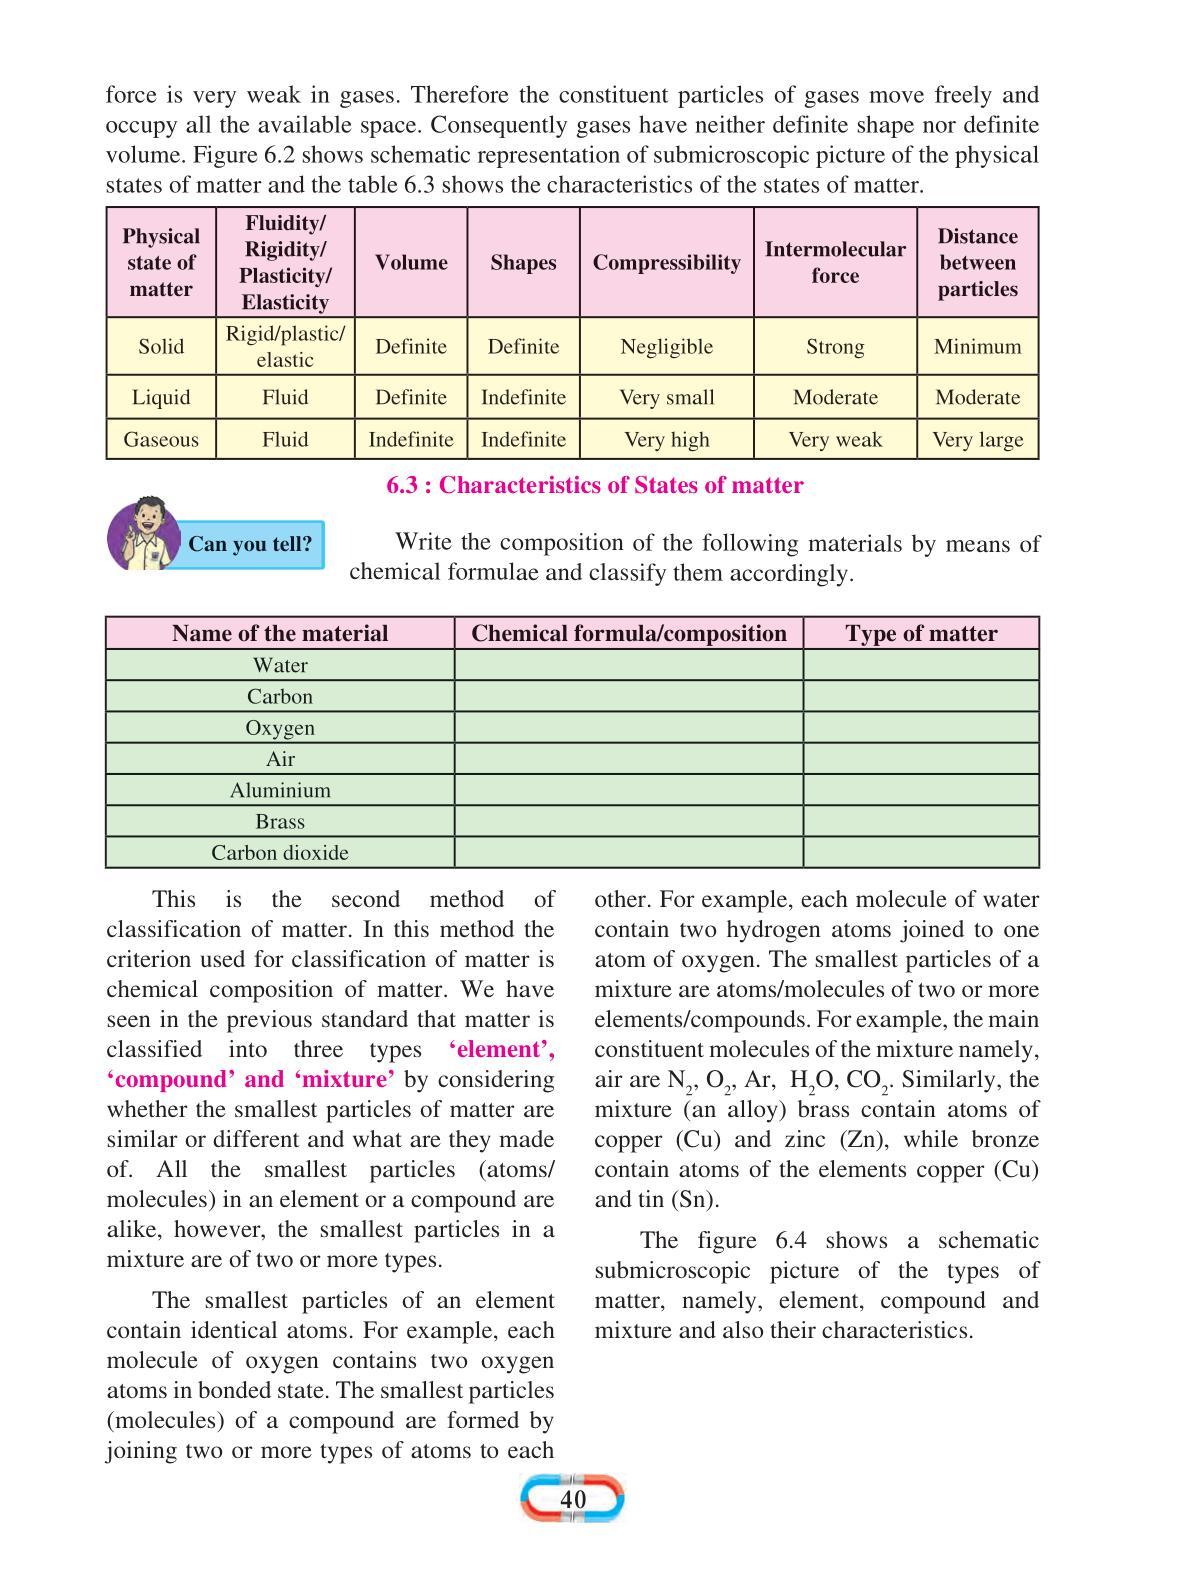 force is very weak in gases. Therefore the constituent particles of gases move freely and
occupy all the available space. Consequently gases have neither definite shape nor definite
volume. Figure 6.2 shows schematic representation of submicroscopic picture of the physical
states of matter and the table 6.3 shows the characteristics of the states of matter.
Physical state of matter | Fluidity/ Rigidity/ Plasticity/ Elasticity | Volume | Shapes | Compressibility | Intermolecular force | Distance between particles
Solid | Rigid/plastic/ elastic | Definite | Definite | Negligible | Strong | Minimum
Liquid | Fluid | Definite | Indefinite | Very small | Moderate | Moderate
Gaseous | Fluid | Indefinite | Indefinite | Very high | Very weak | Very large
6.3 : Characteristics of States of matter
Can you tell?
Write the composition of the following materials by means of
chemical formulae and classify them accordingly.
Name of the material | Chemical formula/composition | Type of matter
Water
Carbon
Oxygen
Air
Aluminium
Brass
Carbon dioxide
This is the second method of
classification of matter. In this method the
criterion used for classification of matter is
chemical composition of matter. We have
seen in the previous standard that matter is
classified into three types ‘element’,
‘compound’ and ‘mixture’ by considering
whether the smallest particles of matter are
similar or different and what are they made
of. All the smallest particles (atoms/
molecules) in an element or a compound are
alike, however, the smallest particles in a
mixture are of two or more types.
The smallest particles of an element
contain identical atoms. For example, each
molecule of oxygen contains two oxygen
atoms in bonded state. The smallest particles
(molecules) of a compound are formed by
joining two or more types of atoms to each
other. For example, each molecule of water
contain two hydrogen atoms joined to one
atom of oxygen. The smallest particles of a
mixture are atoms/molecules of two or more
elements/compounds. For example, the main
constituent molecules of the mixture namely,
air are N₂, O₂, Ar, H₂O, CO₂. Similarly, the
mixture (an alloy) brass contain atoms of
copper (Cu) and zinc (Zn), while bronze
contain atoms of the elements copper (Cu)
and tin (Sn).
The figure 6.4 shows a schematic
submicroscopic picture of the types of
matter, namely, element, compound and
mixture and also their characteristics.
40